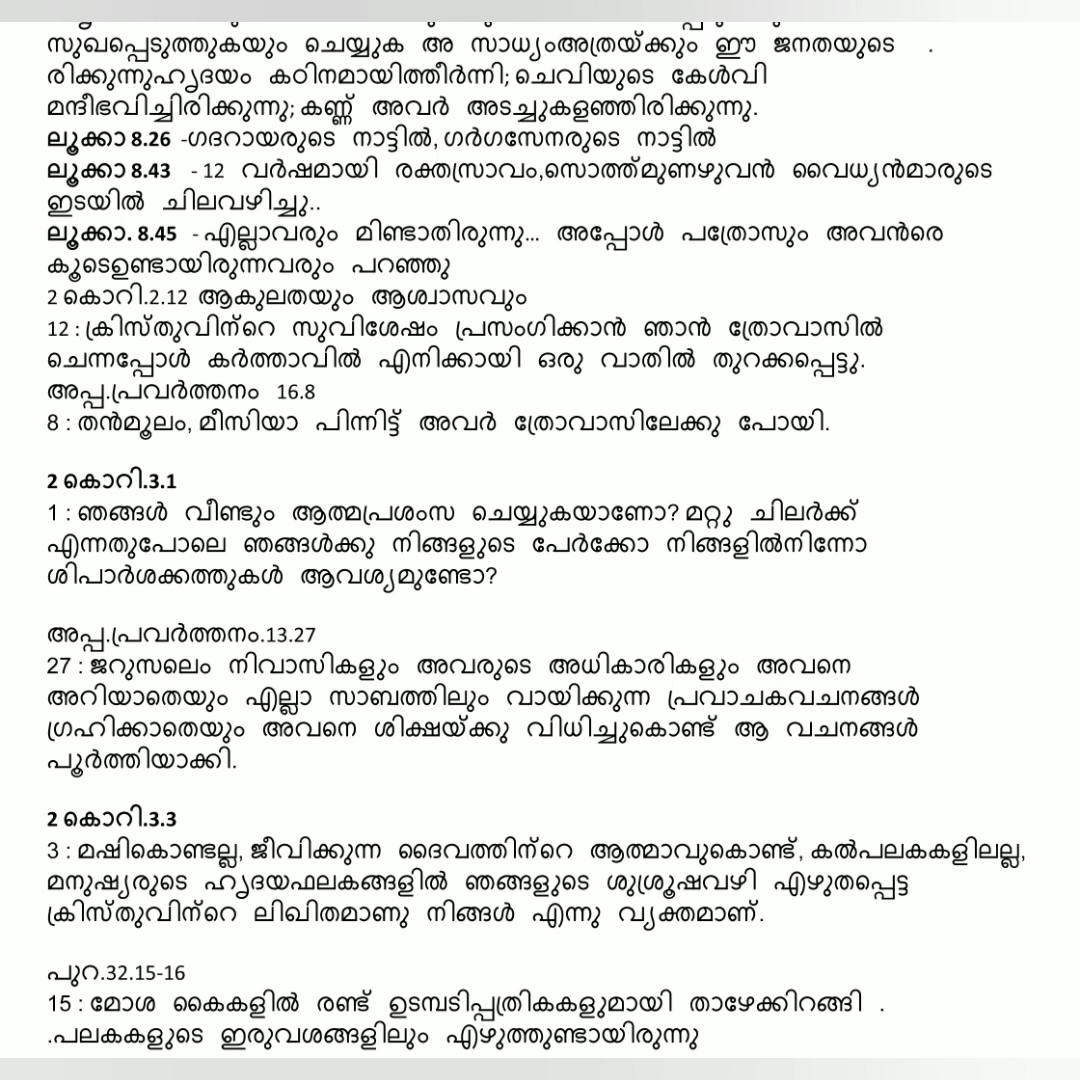 സുഖപ്പെടുത്തുകയും ചെയ്യുക അ സാധ്യംഅത്രയ്ക്കും ഈ ജനതയുടെ .
രിക്കുന്നുഹൃദയം കഠിനമായിത്തീർന്നി; ചെവിയുടെ കേൾവി
മന്ദീഭവിച്ചിരിക്കുന്നു; കണ്ണ് അവർ അടച്ചുകളഞ്ഞിരിക്കുന്നു.
ലൂക്കാ 8.26 -ഗദറായരുടെ നാട്ടിൽ, ഗർഗസേനരുടെ നാട്ടിൽ
ലൂക്കാ 8.43 - 12 വർഷമായി രക്തസ്രാവം,സൊത്ത്മുണഴുവൻ വൈധ്യൻമാരുടെ
ഇടയിൽ ചിലവഴിച്ചു..
ലൂക്കാ. 8.45 - എല്ലാവരും മിണ്ടാതിരുന്നു... അപ്പോൾ പത്രോസും അവൻരെ
കൂടെഉണ്ടായിരുന്നവരും പറഞ്ഞു
2 കൊറി.2.12 ആകുലതയും ആശ്വാസവും
12 : ക്രിസ്തുവിന്റെ സുവിശേഷം പ്രസംഗിക്കാൻ ഞാൻ ത്രോവാസിൽ
ചെന്നപ്പോൾ കർത്താവിൽ എനിക്കായി ഒരു വാതിൽ തുറക്കപ്പെട്ടു.
അപ്പ.പ്രവർത്തനം 16.8
8 : തൻമൂലം, മീസിയാ പിന്നിട്ട് അവർ ത്രോവാസിലേക്കു പോയി.
2 കൊറി.3.1
1 : ഞങ്ങൾ വീണ്ടും ആത്മപ്രശംസ ചെയ്യുകയാണോ? മറ്റു ചിലർക്ക്
എന്നതുപോലെ ഞങ്ങൾക്കു നിങ്ങളുടെ പേർക്കോ നിങ്ങളിൽനിന്നോ
ശിപാർശക്കത്തുകൾ ആവശ്യമുണ്ടോ?
അപ്പ.പ്രവർത്തനം.13.27
27 : ജറുസലെം നിവാസികളും അവരുടെ അധികാരികളും അവനെ
അറിയാതെയും എല്ലാ സാബത്തിലും വായിക്കുന്ന പ്രവാചകവചനങ്ങൾ
ഗ്രഹിക്കാതെയും അവനെ ശിക്ഷയ്ക്കു വിധിച്ചുകൊണ്ട് ആ വചനങ്ങൾ
പൂർത്തിയാക്കി.
2 കൊറി.3.3
3 : മഷികൊണ്ടല്ല, ജീവിക്കുന്ന ദൈവത്തിന്റെ ആത്മാവുകൊണ്ട്, കൽപലകകളിലല്ല,
മനുഷ്യരുടെ ഹൃദയഫലകങ്ങളിൽ ഞങ്ങളുടെ ശുശ്രൂഷവഴി എഴുതപ്പെട്ട
ക്രിസ്തുവിന്റെ ലിഖിതമാണു നിങ്ങൾ എന്നു വ്യക്തമാണ്.
പുറ.32.15-16
15 : മോശ കൈകളിൽ രണ്ട് ഉടമ്പടിപ്പത്രികകളുമായി താഴേക്കിറങ്ങി .
.പലകകളുടെ ഇരുവശങ്ങളിലും എഴുത്തുണ്ടായിരുന്നു